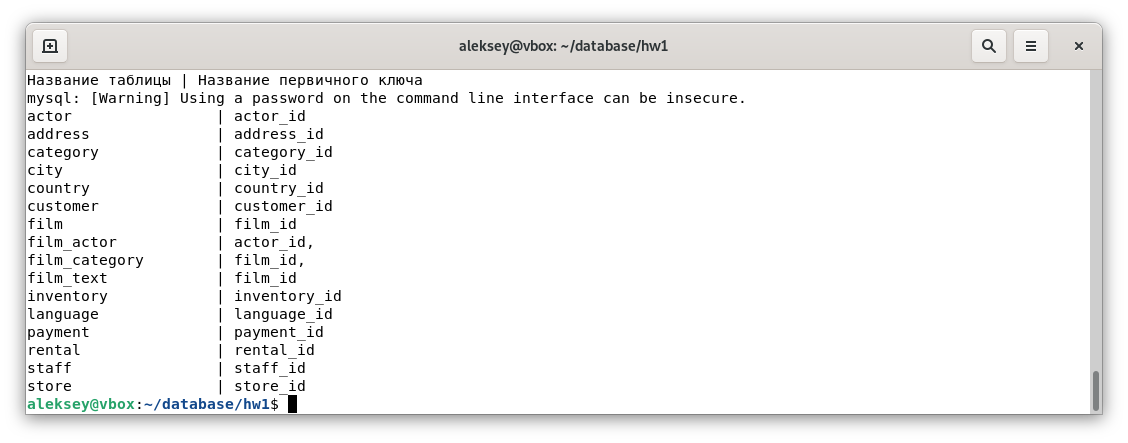 aleksey@vbox: ~/database/hw1
Название таблицы | Название первичного ключа
mysql: [Warning] Using a password on the command line interface can be insecure.
actor | actor_id
address | address_id
category | category_id
city | city_id
country | country_id
customer | customer_id
film | film_id
film_actor | actor_id,
film_category | film_id,
film_text | film_id
inventory | inventory_id
language | language_id
payment | payment_id
rental | rental_id
staff | staff_id
store | store_id
aleksey@vbox:~/database/hw1$